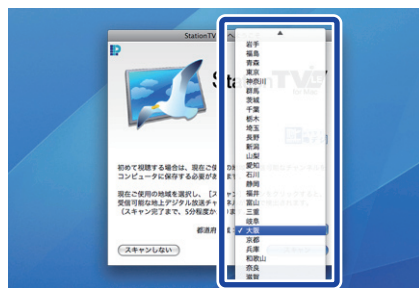 StationTV
へ
Sta
TV
for Mac
初めて視聴する場合は、現在ご使
コンピュータに保存する必要があ
現在ご使用の地域を選択し、[スキ
受信可能な地上デジタル放送チャ
(スキャン完了まで、5分程度か
都道府
スキャンしない
岩手
福島
青森
東京
神奈川
群馬
茨城
千葉
栃木
埼玉
長野
新潟
山梨
愛知
石川
静岡
福井
富山
三重
岐阜
✓ 大阪
京都
兵庫
和歌山
奈良
滋賀